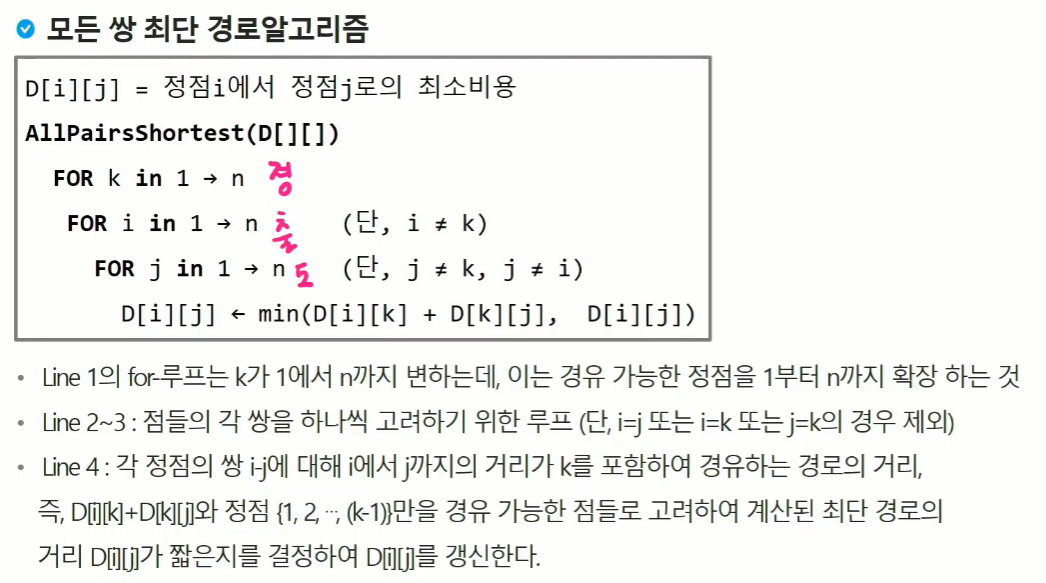 모든 쌍 최단 경로알고리즘
D[i][j] = 정점i에서 정점j로의 최소비용
AllPairsShortest(D[][])
FOR k in 1 → n 경
FOR i in 1 → n 출 (단, i ≠ k)
FOR j in 1 → n 도 (단, j ≠ k, j ≠ i)
D[i][j] ← min(D[i][k] + D[k][j], D[i][j])
• Line 1의 for-루프는 k가 1에서 n까지 변하는데, 이는 경유 가능한 정점을 1부터 n까지 확장 하는 것
• Line 2~3 : 점들의 각 쌍을 하나씩 고려하기 위한 루프 (단, i=j 또는 i=k 또는 j=k의 경우 제외)
• Line 4 : 각 정점의 쌍 i-j에 대해 i에서 j까지의 거리가 k를 포함하여 경유하는 경로의 거리,
즉, D[i][k]+D[k][j]와 정점 {1, 2, ···, (k-1)}만을 경유 가능한 점들로 고려하여 계산된 최단 경로의
거리 D[i][j]가 짧은지를 결정하여 D[i][j]를 갱신한다.